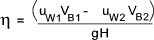 η = (u_W1 V_B1 - u_W2 V_B2) / gH